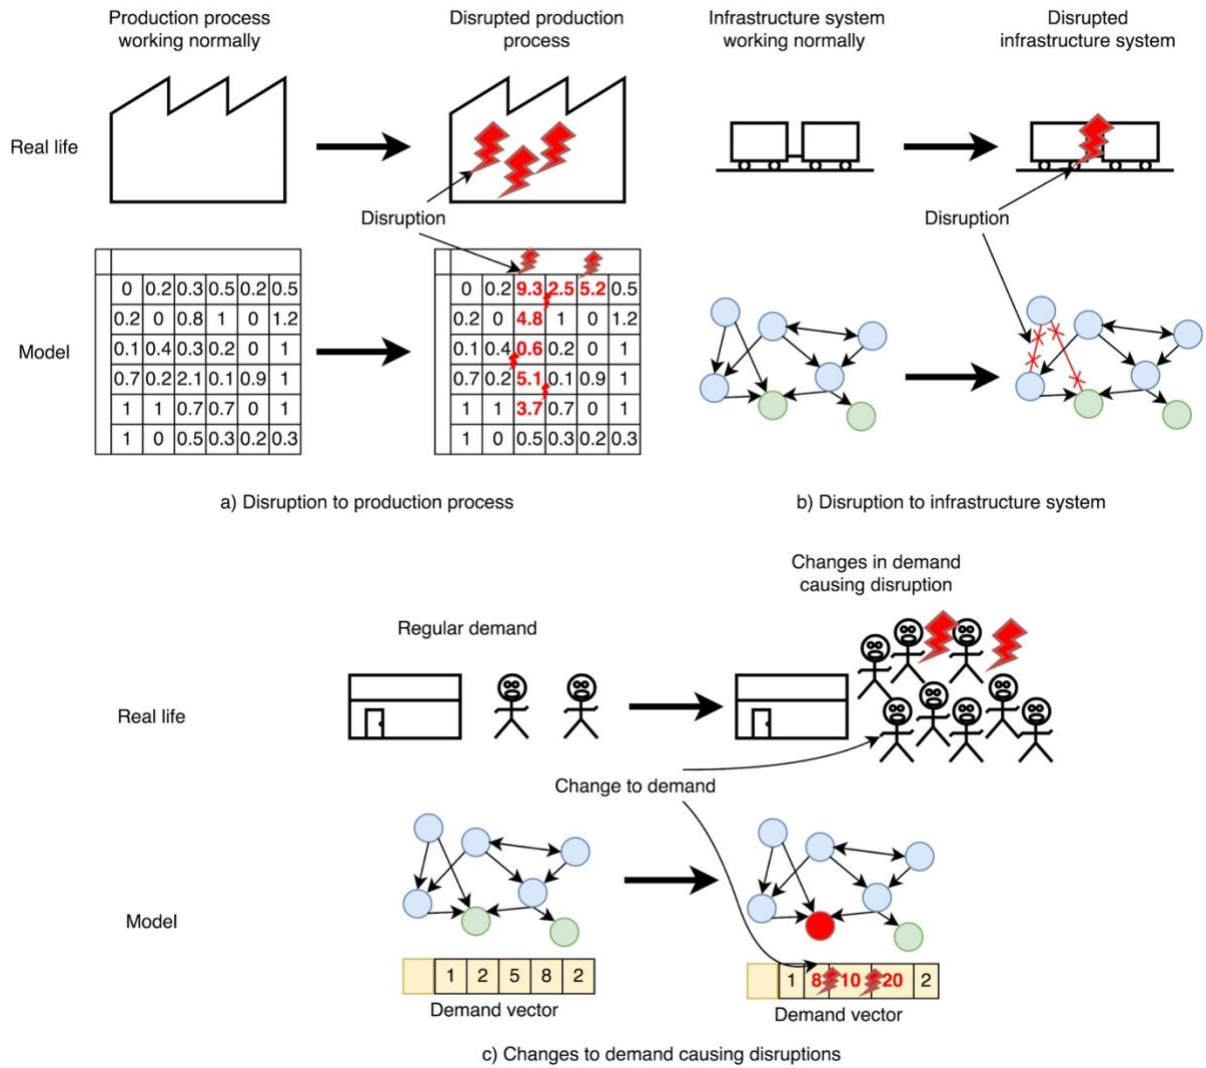 Production process
working normally
Disrupted production
process
Infrastructure system
working normally
Disrupted
infrastructure system
Real life
Disruption
Disruption
Model
0 0.2 0.3 0.5 0.2 0.5
0.2 0 0.8 1 0 1.2
0.1 0.4 0.3 0.2 0 1
0.7 0.2 2.1 0.1 0.9 1
1 1 0.7 0.7 0 1
1 0 0.5 0.3 0.2 0.3
0 0.2 9.3 2.5 5.2 0.5
0.2 0 4.8 1 0 1.2
0.1 0.4 0.6 0.2 0 1
0.7 0.2 5.1 0.1 0.9 1
1 1 3.7 0.7 0 1
1 0 0.5 0.3 0.2 0.3
a) Disruption to production process
b) Disruption to infrastructure system
Changes in demand
causing disruption
Regular demand
Real life
Change to demand
Model
1 2 5 8 2
1 8 10 20 2
Demand vector
Demand vector
c) Changes to demand causing disruptions